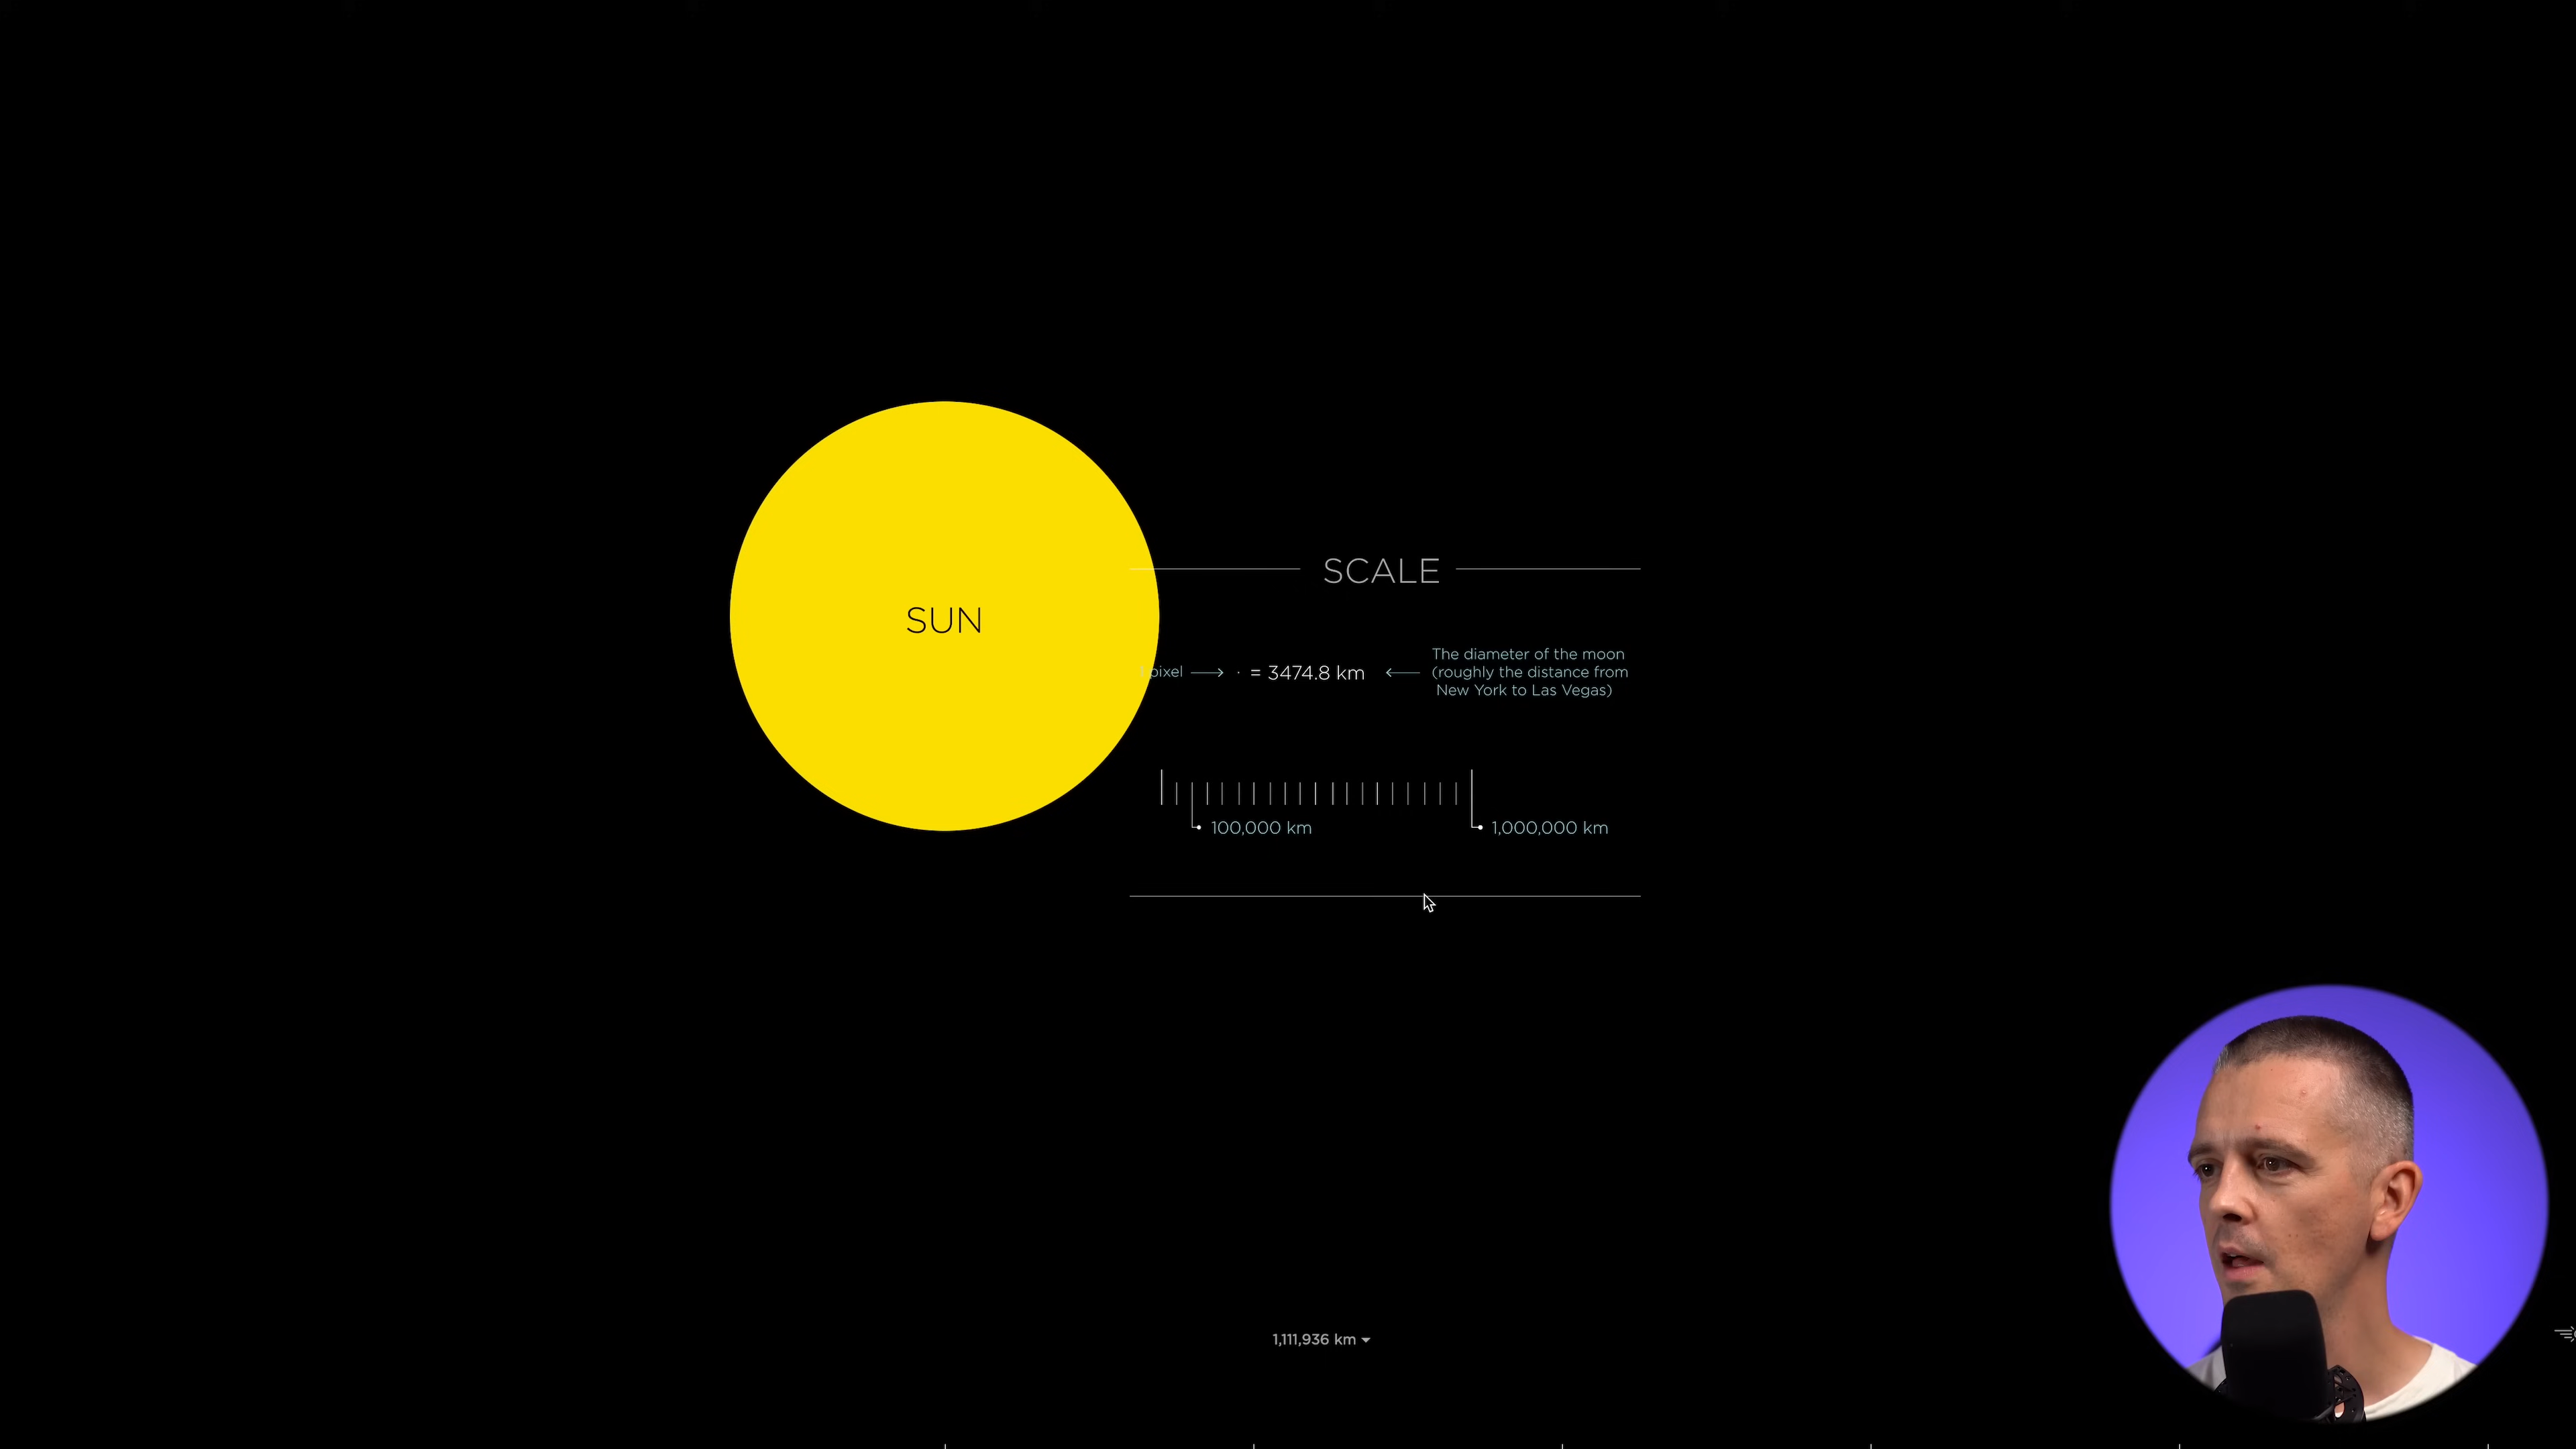 SCALE
SUN
pixel
= 3474.8 km
The diameter of the moon
(roughly the distance from
New York to Las Vegas)
100,000 km
1,000,000 km
1,111,936 km